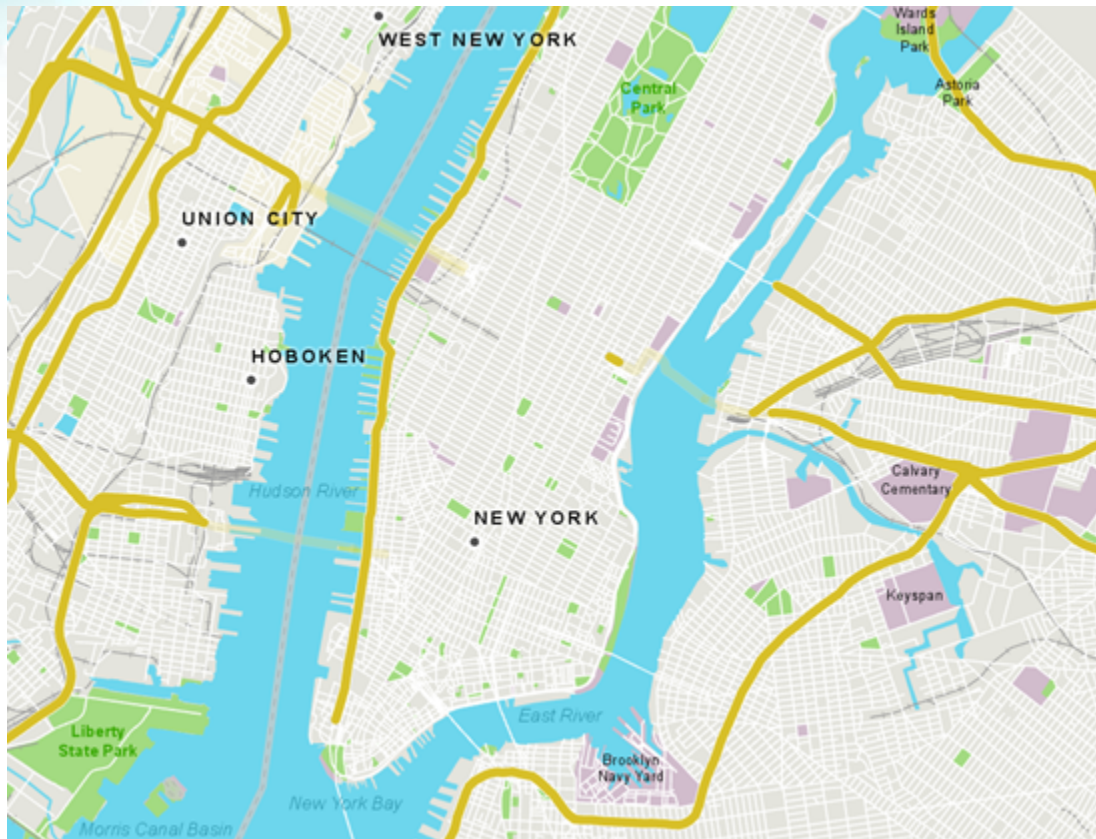 WEST NEW YORK
Wards
Island
Park
Astoria
Park
Central
Park
UNION CITY
HOBOKEN
Hudson River
Calvary
Cementary
NEW YORK
Keyspan
East River
Liberty
State Park
Brooklyn
Navy Yard
New York Bay
Morris Canal Basin